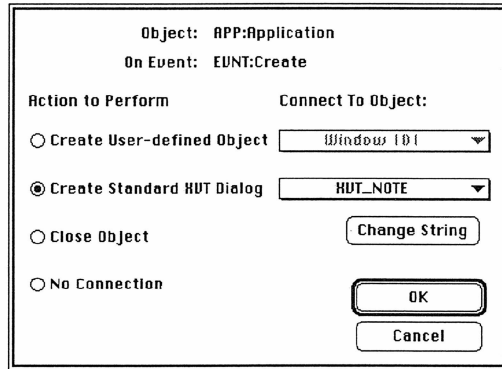 Object: APP:Application
On Event: EVNT:Create
Action to Perform Connect To Object:
Create User-defined Object Window 101
Create Standard XVT Dialog XVT_NOTE
Close Object Change String
No Connection
OK
Cancel